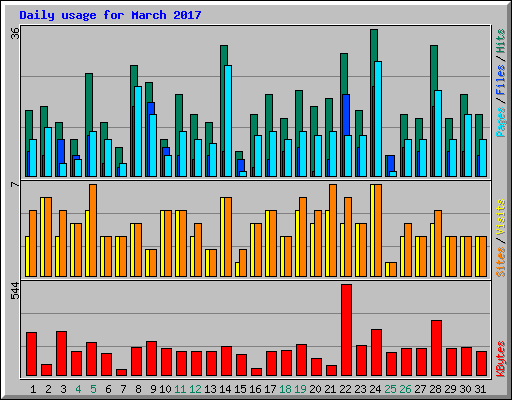 Daily usage for March 2017
36
Pages / Files / Hits
7
Sites / Visits
544
KBytes
1 2 3 4 5 6 7 8 9 10 11 12 13 14 15 16 17 18 19 20 21 22 23 24 25 26 27 28 29 30 31